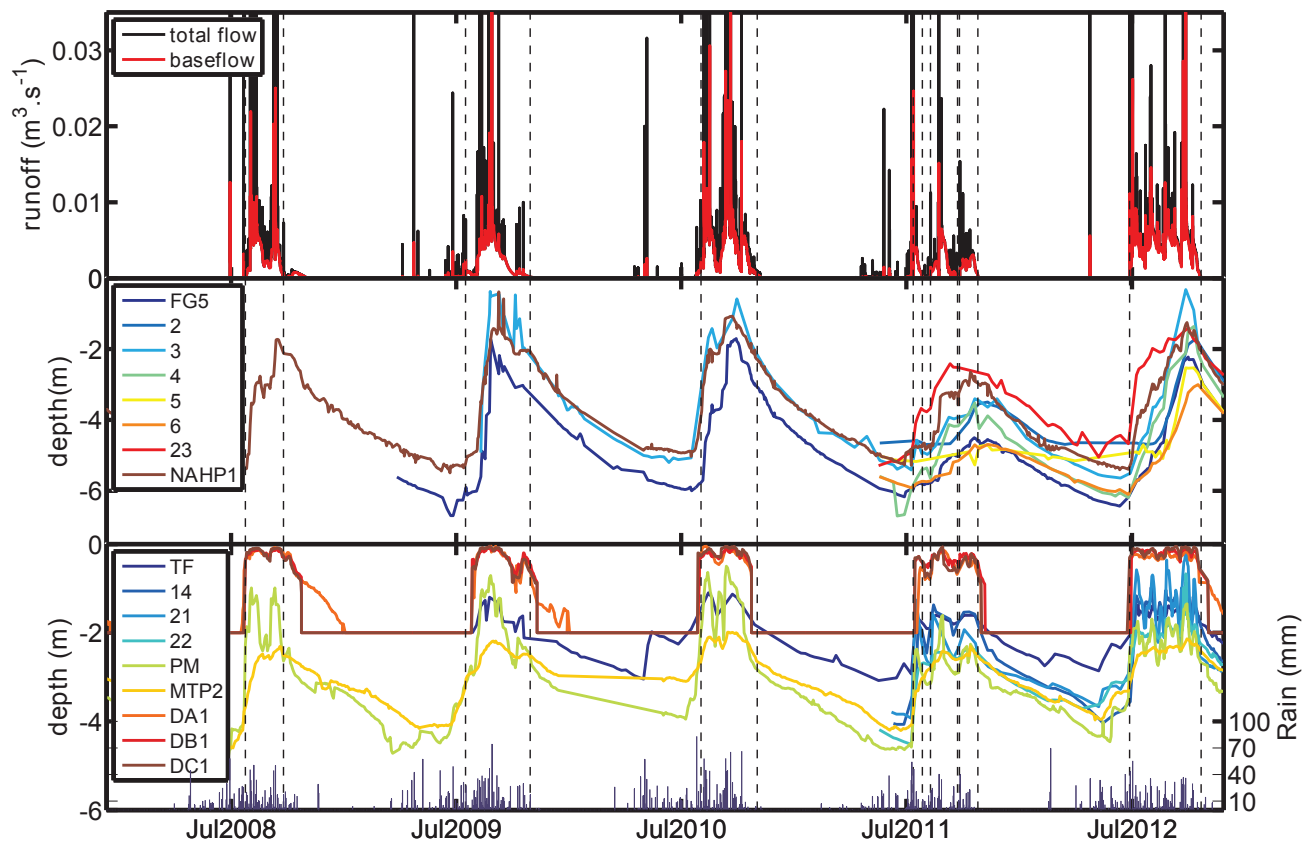 total flow
baseflow
0.03
0.02
0.01
0
runoff (m³.s⁻¹)
FG5
2
3
4
5
6
23
NAHP1
-2
-4
-6
depth(m)
0
TF
14
21
22
PM
MTP2
DA1
DB1
DC1
-2
-4
-6
depth (m)
100
70
40
10
Rain (mm)
Jul2008
Jul2009
Jul2010
Jul2011
Jul2012